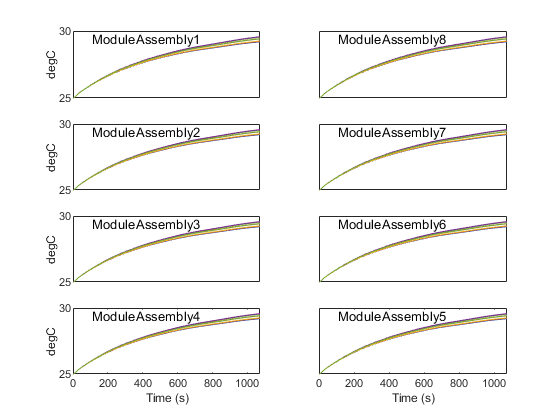 30
ModuleAssembly1
degC
25
ModuleAssembly8
30
ModuleAssembly2
degC
25
ModuleAssembly7
30
ModuleAssembly3
degC
25
ModuleAssembly6
30
ModuleAssembly4
degC
25
0 200 400 600 800 1000
Time (s)
ModuleAssembly5
0 200 400 600 800 1000
Time (s)